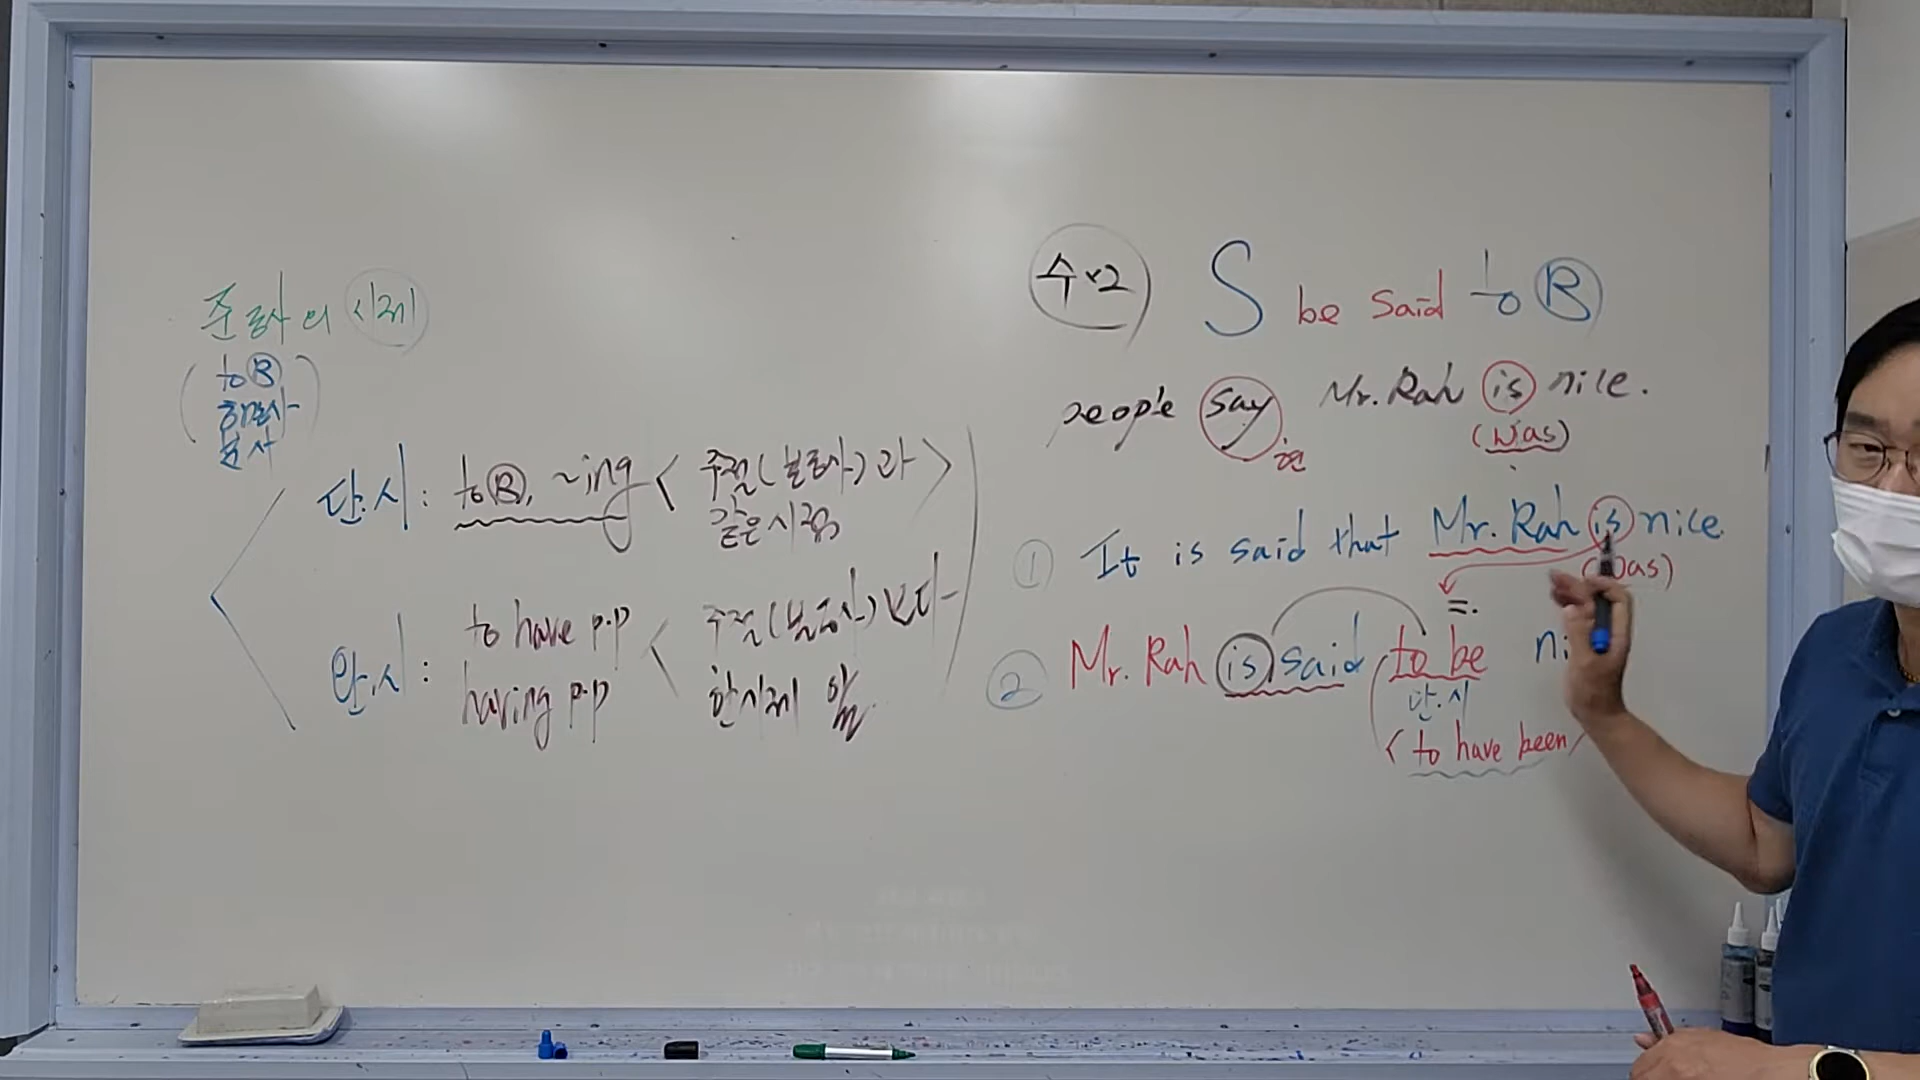 준동사의 시제
(to Ⓡ
동명사
분사)
단.시 : to Ⓡ, ~ing < 주절(본동사)과 >
같은 시제
완.시 : to have p.p < 주절(본동사)보다
having p.p 한시제 앞
수×2 S be said to Ⓡ
people say Mr. Rah is nice.
현 (was)
① It is said that Mr. Rah is nice.
(was)
=.
② Mr. Rah is said to be ni
단.시
< to have been